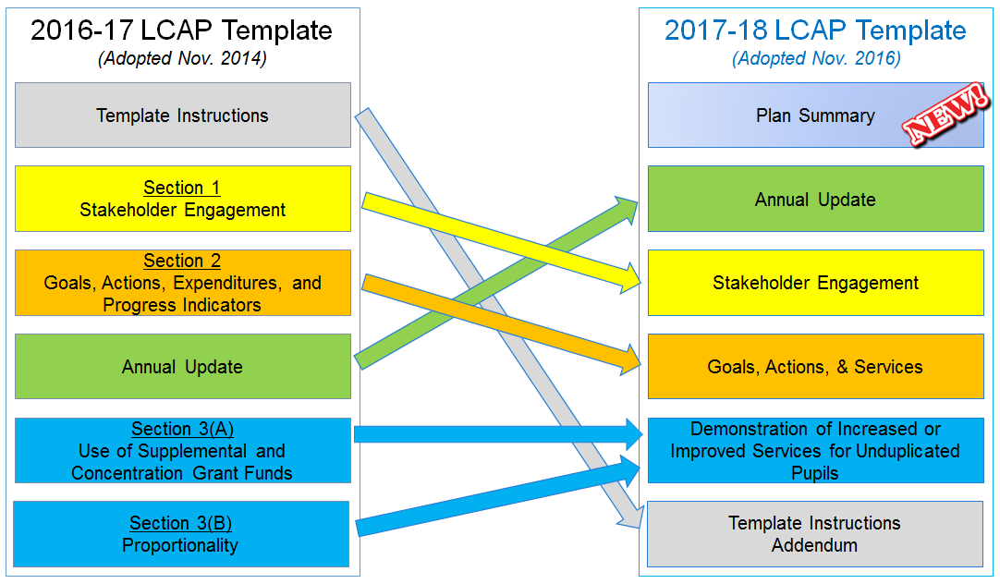 2016-17 LCAP Template
(Adopted Nov. 2014)
Template Instructions
Section 1
Stakeholder Engagement
Section 2
Goals, Actions, Expenditures, and
Progress Indicators
Annual Update
Section 3(A)
Use of Supplemental and
Concentration Grant Funds
Section 3(B)
Proportionality
2017-18 LCAP Template
(Adopted Nov. 2016)
Plan Summary
NEW!
Annual Update
Stakeholder Engagement
Goals, Actions, & Services
Demonstration of Increased or
Improved Services for Unduplicated
Pupils
Template Instructions
Addendum